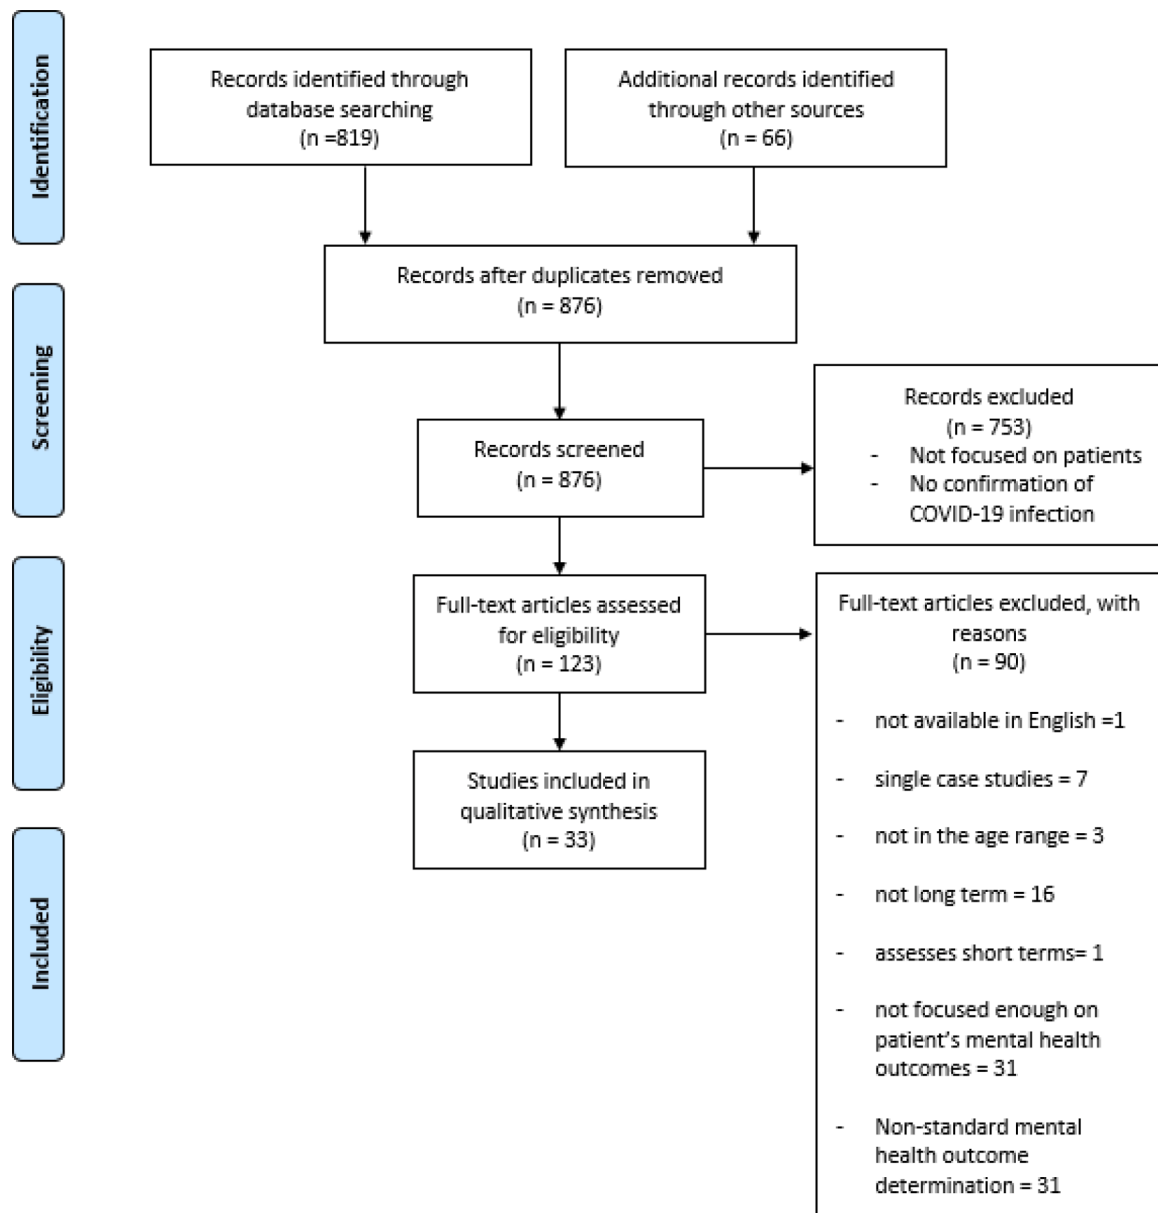 Identification
Records identified through
database searching
(n =819)
Additional records identified
through other sources
(n = 66)
Records after duplicates removed
(n = 876)
Screening
Records screened
(n = 876)
Records excluded
(n = 753)
- Not focused on patients
- No confirmation of
COVID-19 infection
Eligibility
Full-text articles assessed
for eligibility
(n = 123)
Full-text articles excluded, with
reasons
(n = 90)
- not available in English =1
- single case studies = 7
- not in the age range = 3
- not long term = 16
- assesses short terms= 1
- not focused enough on
patient’s mental health
outcomes = 31
- Non-standard mental
health outcome
determination = 31
Included
Studies included in
qualitative synthesis
(n = 33)